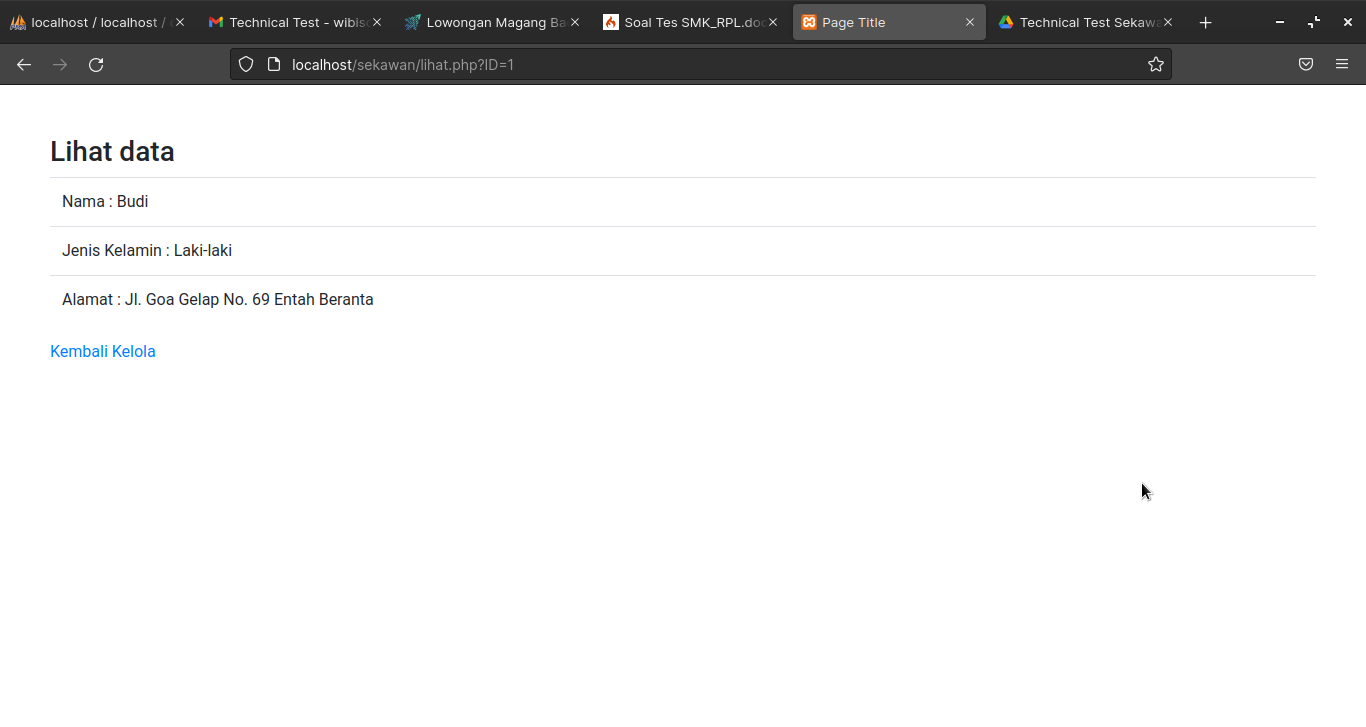 localhost / localhost /
Technical Test - wibis
Lowongan Magang Ba
Soal Tes SMK_RPL.doc
Page Title
Technical Test Sekawa
localhost/sekawan/lihat.php?ID=1
Lihat data
Nama : Budi
Jenis Kelamin : Laki-laki
Alamat : Jl. Goa Gelap No. 69 Entah Beranta
Kembali Kelola